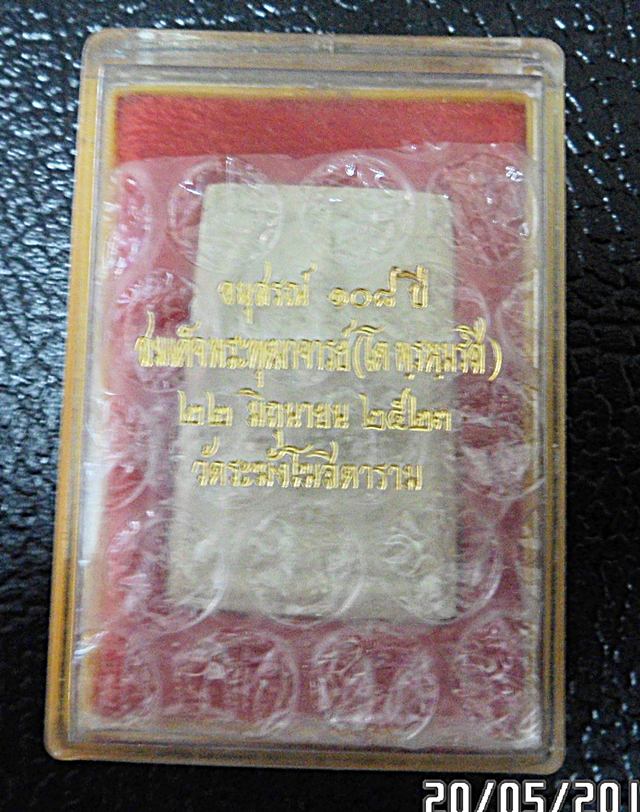 อนุสรณ์ ๑๐๘ ปี
สมเด็จพระพุฒาจารย์(โต พฺรหฺมรํสี)
๒๒ มิถุนายน ๒๕๒๓
วัดระฆังโฆสิตาราม
20/05/201